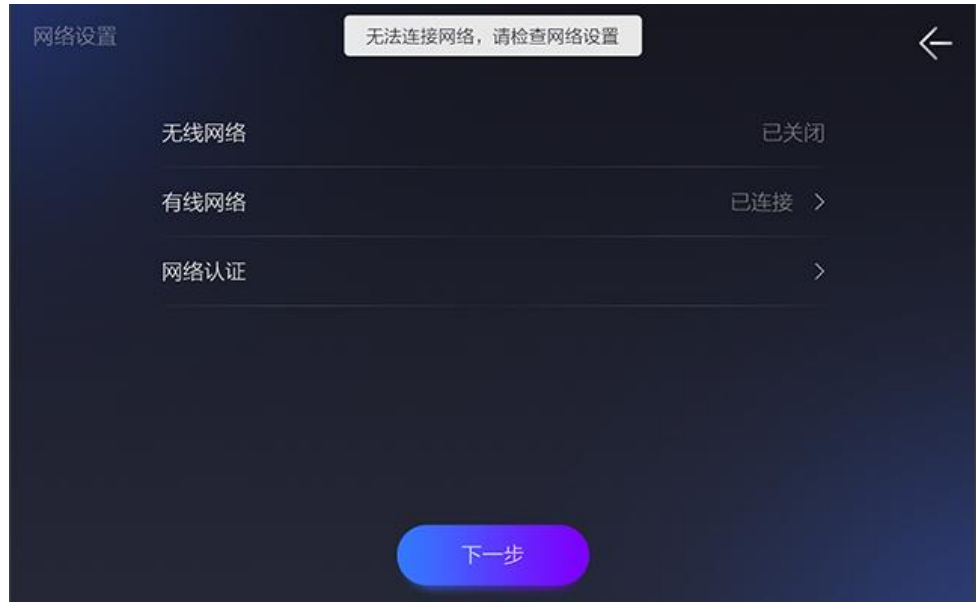 网络设置
无法连接网络，请检查网络设置
无线网络 已关闭
有线网络 已连接
网络认证
下一步